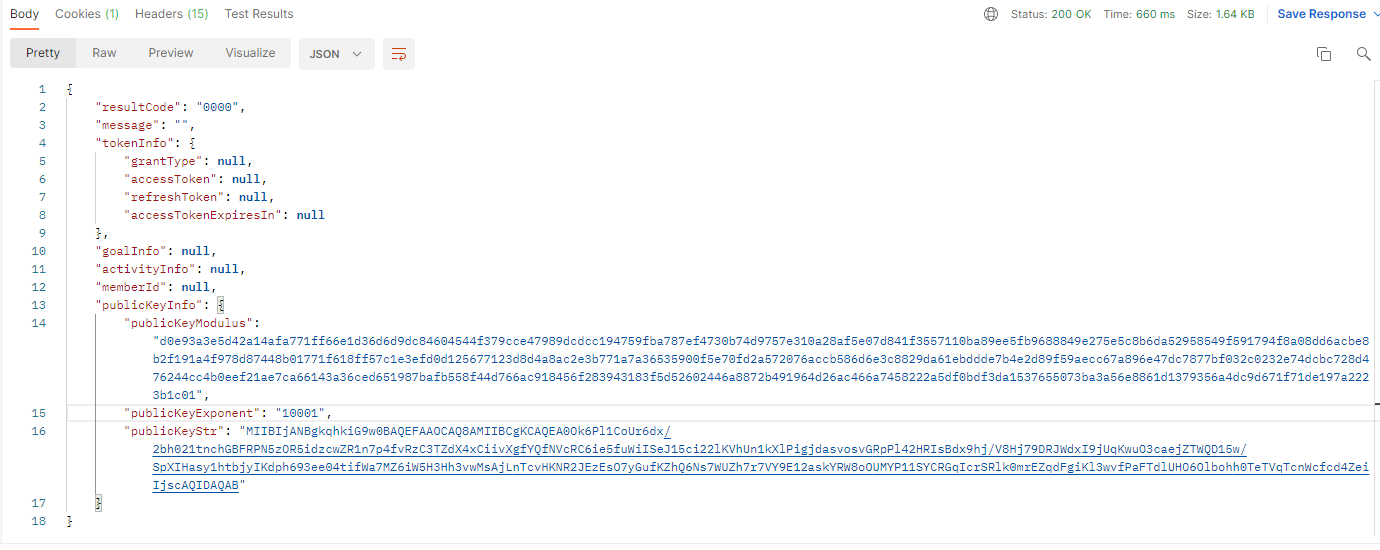 Body Cookies (1) Headers (15) Test Results Status: 200 OK Time: 660 ms Size: 1.64 KB Save Response
Pretty Raw Preview Visualize JSON
1 {
2 "resultCode": "0000",
3 "message": "",
4 "tokenInfo": {
5 "grantType": null,
6 "accessToken": null,
7 "refreshToken": null,
8 "accessTokenExpiresIn": null
9 },
10 "goalInfo": null,
11 "activityInfo": null,
12 "memberId": null,
13 "publicKeyInfo": {
14 "publicKeyModulus":
"d0e93a3e5d42a14afa771ff66e1d36d6d9dc84604544f379cce47989dcdcc194759fba787ef4730b74d9757e310a28af5e07d841f3557110ba89ee5fb9688849e275e5c8b6da52958549f591794f8a08dd6acbe8
b2f191a4f978d87448b01771f618ff57c1e3efd0d125677123d8d4a8ac2e3b771a7a36535900f5e70fd2a572076accb586d6e3c8829da61ebddde7b4e2d89f59aecc67a896e47dc7877bf032c0232e74dcbc728d4
76244cc4b0eef21ae7ca66143a36ced651987bafb558f44d766ac918456f283943183f5d52602446a8872b491964d26ac466a7458222a5df0bdf3da1537655073ba3a56e8861d1379356a4dc9d671f71de197a222
3b1c01",
15 "publicKeyExponent": "10001",
16 "publicKeyStr": "MIIBIjANBgkqhkiG9w0BAQEFAAOCAQ8AMIIBCgKCAQEA0Ok6Pl1CoUr6dx/
2bh021tnchGBFRPN5zOR5idzcwZR1n7p4fvRzC3TZdX4xCiivXgfYQfNVcRC6ie5fuWiISeJ15ci22lKVhUn1kXlPigjdasvosvGRpPl42HRIsBdx9hj/V8Hj79DRJWdxI9jUqKwuO3caejZTWQD15w/
SpXIHasy1htbjyIKdph693ee04tifWa7MZ6iW5H3Hh3vwMsAjLnTcvHKNR2JEzEsO7yGufKZhQ6Ns7WUZh7r7VY9E12askYRW8oOUMYP11SYCRGqIcrSRlk0mrEZqdFgiKl3wvfPaFTdlUHO6Olbohh0TeTVqTcnWcfcd4Zei
IjscAQIDAQAB"
17 }
18 }